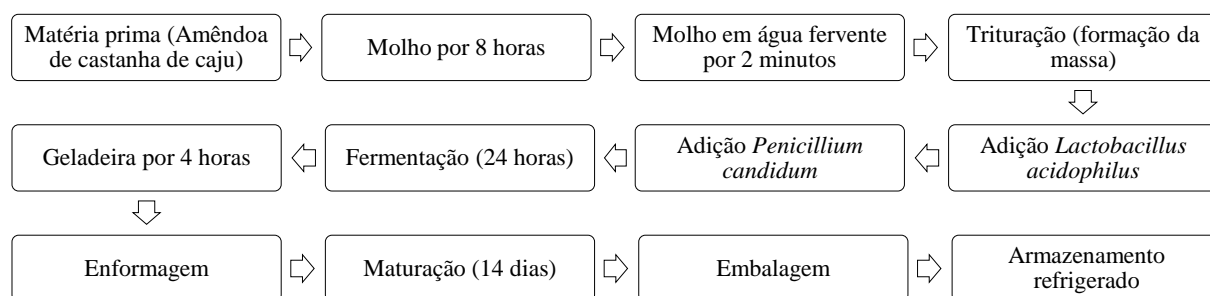 Matéria prima (Amêndoa
de castanha de caju)
Molho por 8 horas
Molho em água fervente
por 2 minutos
Trituração (formação da
massa)
Adição Lactobacillus
acidophilus
Adição Penicillium
candidum
Fermentação (24 horas)
Geladeira por 4 horas
Enformagem
Maturação (14 dias)
Embalagem
Armazenamento
refrigerado